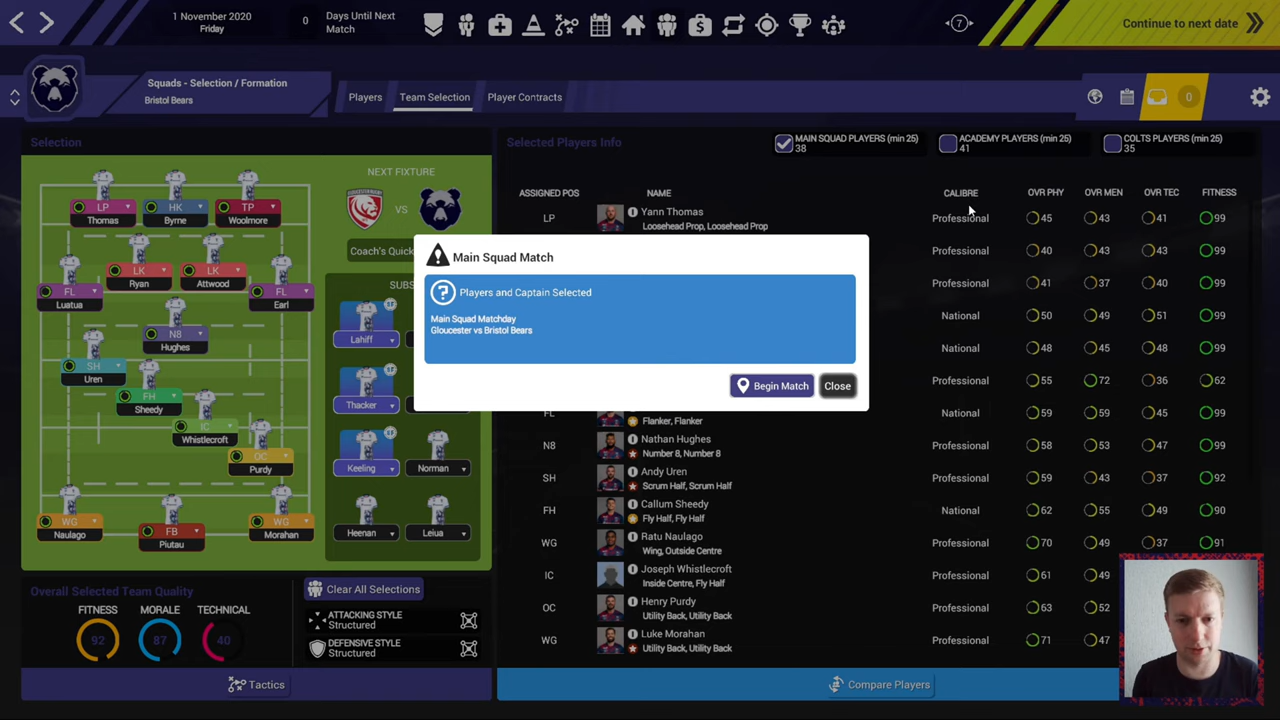 1 November 2020
Friday
0
Days Until Next
Match
7
Continue to next date
Squads - Selection / Formation
Bristol Bears
Players
Team Selection
Player Contracts
0
Selection
NEXT FIXTURE
VS
Coach's Quick
SUBS
LP
Thomas
HK
Byrne
TP
Woolmore
LK
Ryan
LK
Attwood
FL
Luatua
FL
Earl
N8
Hughes
SH
Uren
FH
Sheedy
IC
Whistlecroft
OC
Purdy
WG
Naulago
FB
Piutau
WG
Morahan
Lahiff
Thacker
Keeling
Norman
Heenan
Leiua
Overall Selected Team Quality
FITNESS
92
MORALE
87
TECHNICAL
40
Clear All Selections
ATTACKING STYLE
Structured
DEFENSIVE STYLE
Structured
Tactics
Selected Players Info
MAIN SQUAD PLAYERS (min 25)
38
ACADEMY PLAYERS (min 25)
41
COLTS PLAYERS (min 25)
35
ASSIGNED POS NAME CALIBRE OVR PHY OVR MEN OVR TEC FITNESS
LP Yann Thomas Professional 45 43 41 99
Loosehead Prop, Loosehead Prop
Professional 40 43 43 99
Professional 41 37 40 99
National 50 49 51 99
National 48 45 48 99
Professional 55 72 36 62
FL National 59 59 45 99
Flanker, Flanker
N8 Nathan Hughes Professional 58 53 47 99
Number 8, Number 8
SH Andy Uren Professional 59 43 37 92
Scrum Half, Scrum Half
FH Callum Sheedy National 62 55 49 90
Fly Half, Fly Half
WG Ratu Naulago Professional 70 49 37 91
Wing, Outside Centre
IC Joseph Whistlecroft Professional 61 49
Inside Centre, Fly Half
OC Henry Purdy Professional 63 52
Utility Back, Utility Back
WG Luke Morahan Professional 71 47
Utility Back, Utility Back
Compare Players
Main Squad Match
Players and Captain Selected
Main Squad Matchday
Gloucester vs Bristol Bears
Begin Match
Close